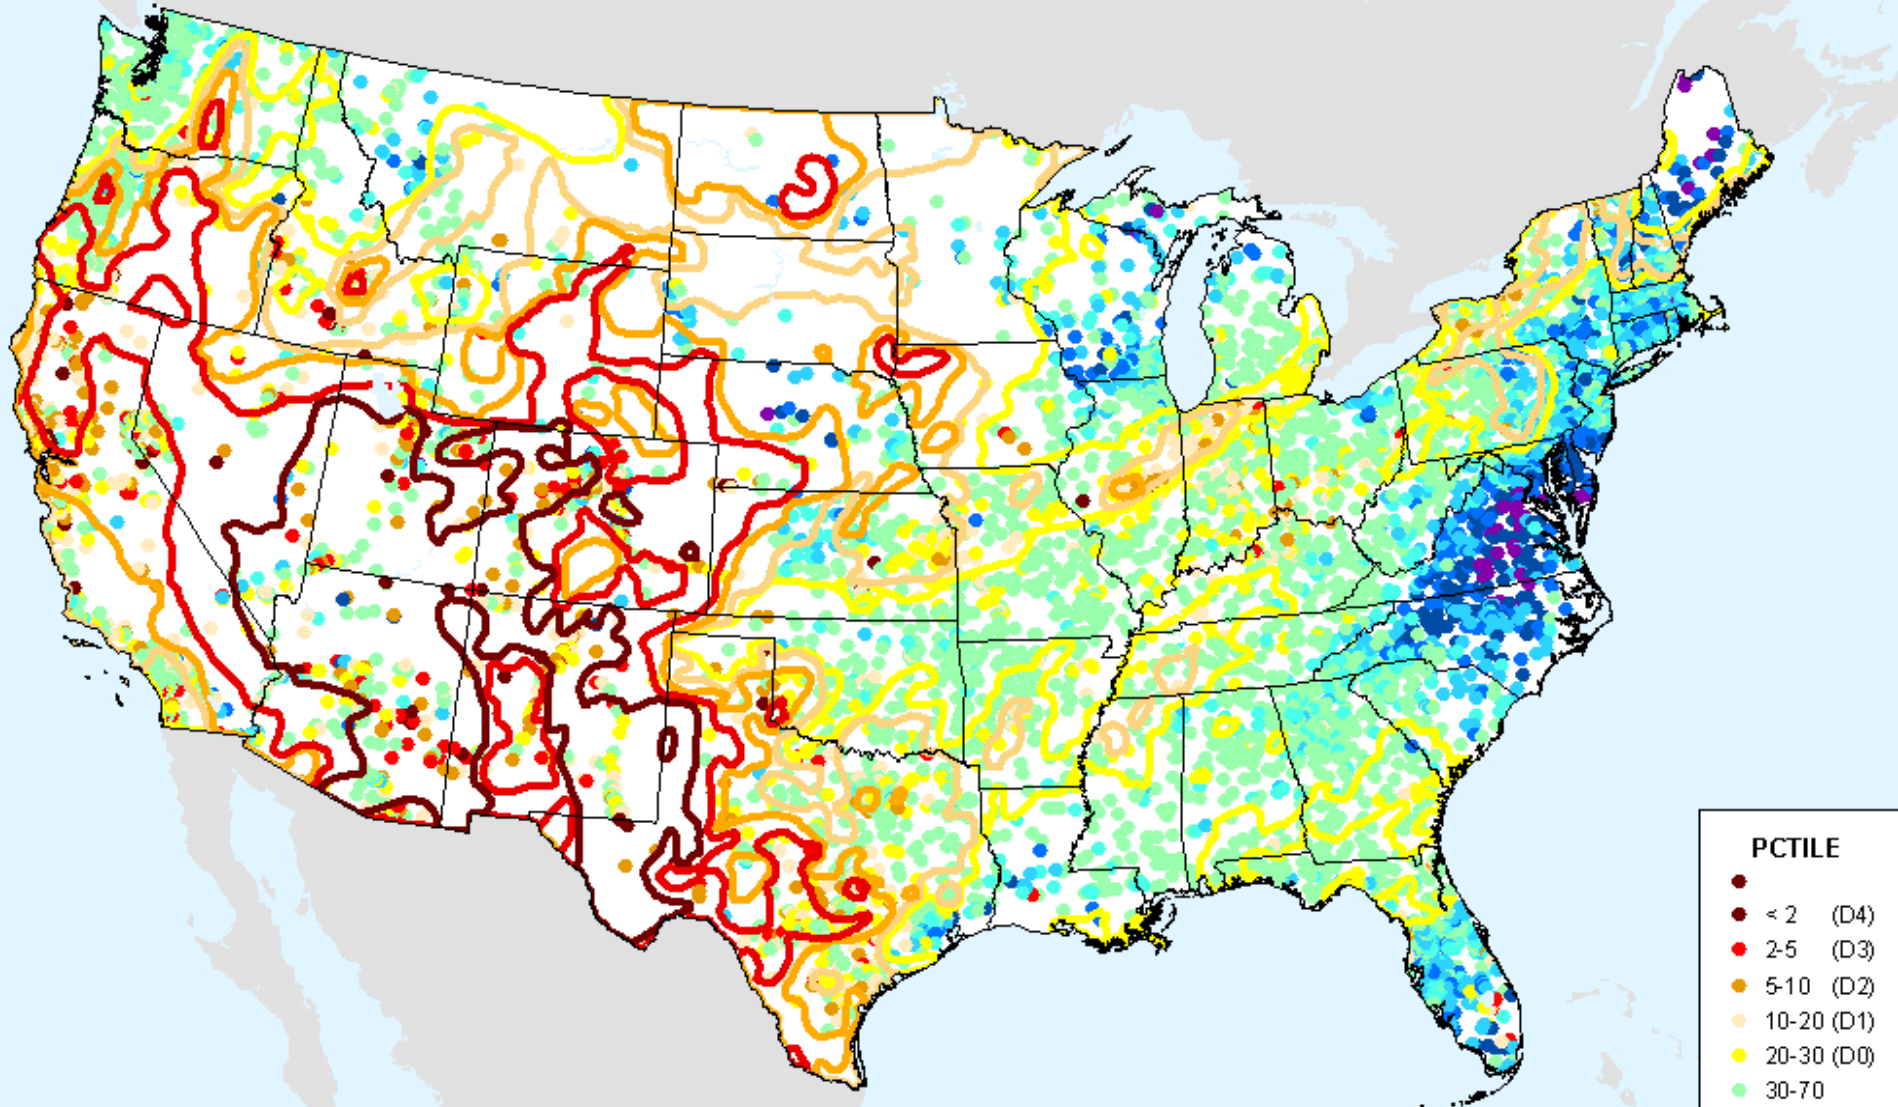 PCTILE
< 2 (D4)
2-5 (D3)
5-10 (D2)
10-20 (D1)
20-30 (D0)
30-70